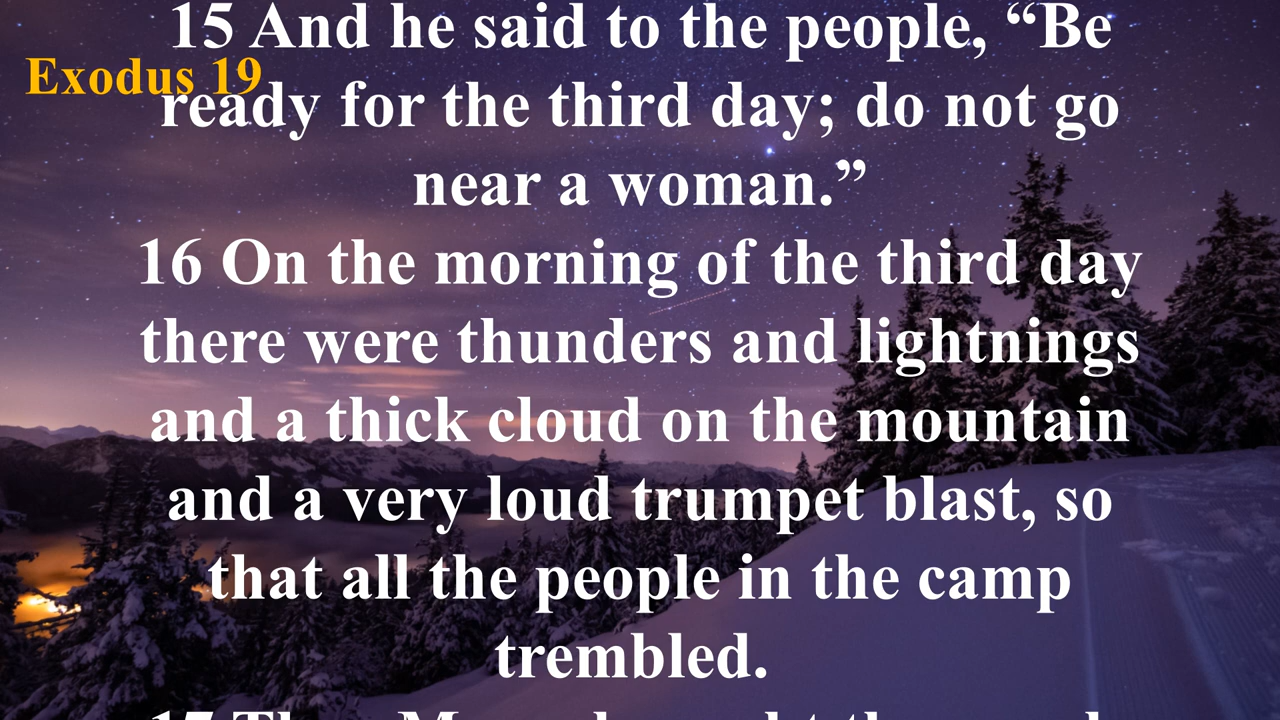 15 And he said to the people, “Be
Exodus 19
ready for the third day; do not go
near a woman.”
16 On the morning of the third day
there were thunders and lightnings
and a thick cloud on the mountain
and a very loud trumpet blast, so
that all the people in the camp
trembled.